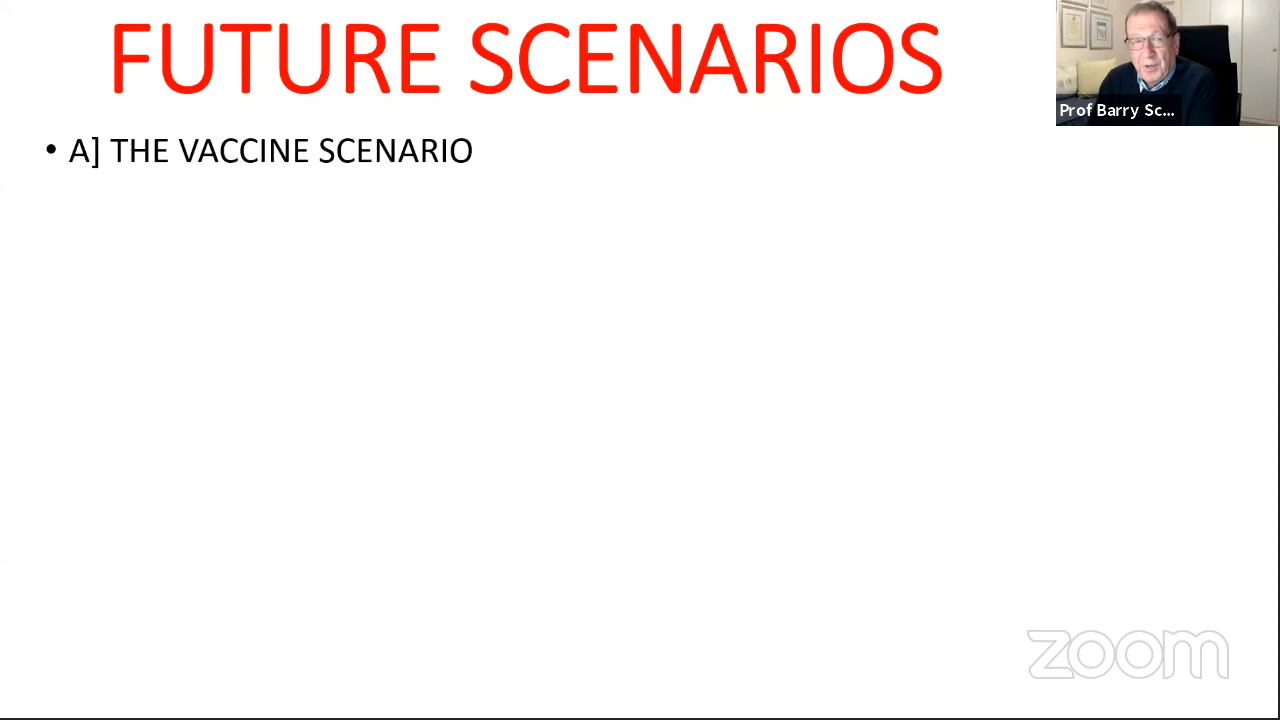 FUTURE SCENARIOS
Prof Barry Sc...
• A] THE VACCINE SCENARIO
zoom